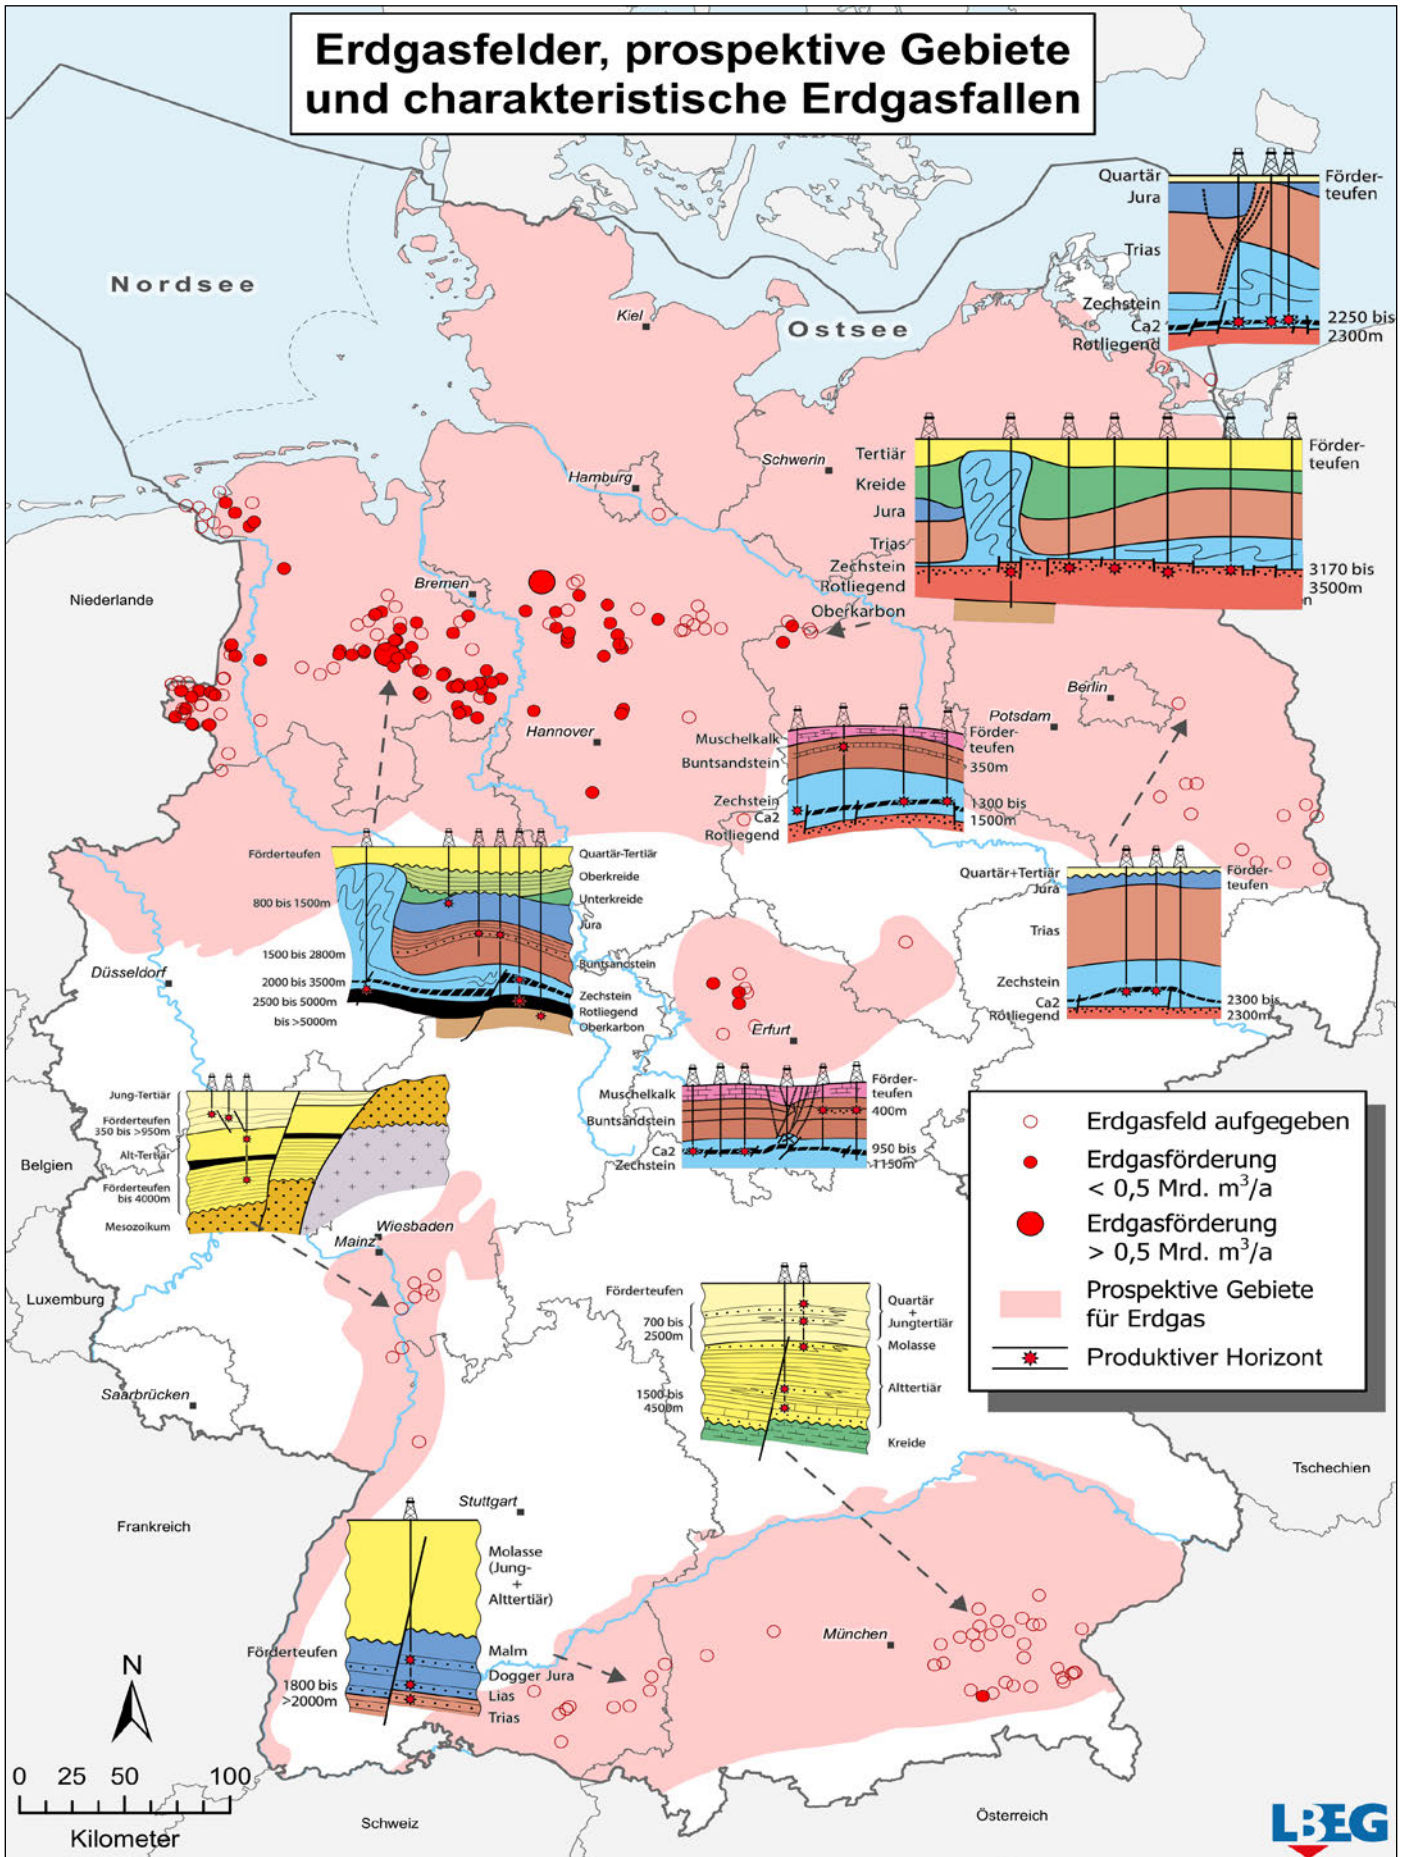 Erdgasfelder, prospektive Gebiete
und charakteristische Erdgasfallen
Nordsee
Ostsee
Kiel
Schwerin
Hamburg
Bremen
Niederlande
Hannover
Berlin
Potsdam
Düsseldorf
Erfurt
Belgien
Luxemburg
Wiesbaden
Mainz
Saarbrücken
Frankreich
Stuttgart
München
Tschechien
Schweiz
Österreich
Quartär
Jura
Trias
Zechstein
Ca2
Rotliegend
Förder-
teufen
2250 bis
2300m
Tertiär
Kreide
Jura
Trias
Zechstein
Rotliegend
Oberkarbon
Förder-
teufen
3170 bis
3500m
n
Muschelkalk
Buntsandstein
Zechstein
Ca2
Rotliegend
Förder-
teufen
350m
1300 bis
1500m
Quartär+Tertiär
Jura
Trias
Zechstein
Ca2
Rotliegend
Förder-
teufen
2300 bis
2300m
Förderteufen
800 bis 1500m
1500 bis 2800m
2000 bis 3500m
2500 bis 5000m
bis >5000m
Quartär-Tertiär
Oberkreide
Unterkreide
Jura
Buntsandstein
Zechstein
Rotliegend
Oberkarbon
Muschelkalk
Buntsandstein
Ca2
Zechstein
Förder-
teufen
400m
950 bis
1150m
Jung-Tertiär
Förderteufen
350 bis >950m
Alt-Tertiär
Förderteufen
bis 4000m
Mesozoikum
Förderteufen
700 bis
2500m
1500 bis
4500m
Quartär
+
Jungtertiär
Molasse
Alttertiär
Kreide
Förderteufen
1800 bis
>2000m
Molasse
(Jung-
+
Alttertiär)
Malm
Dogger Jura
Lias
Trias
Erdgasfeld aufgegeben
Erdgasförderung
< 0,5 Mrd. m³/a
Erdgasförderung
> 0,5 Mrd. m³/a
Prospektive Gebiete
für Erdgas
Produktiver Horizont
N
0 25 50 100
Kilometer
LBEG